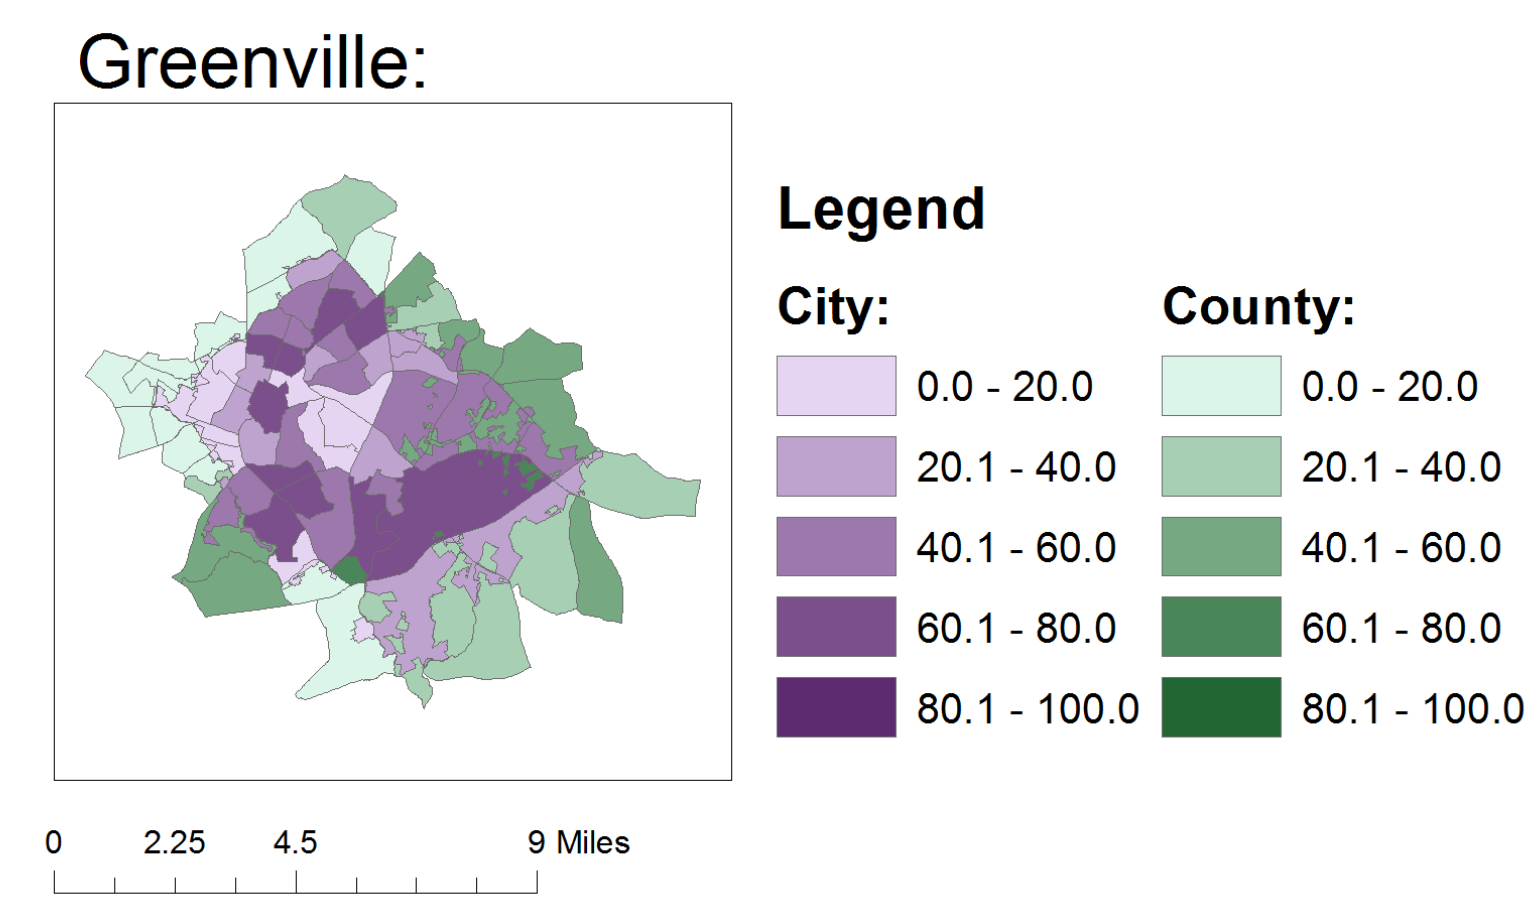 Greenville:
Legend
City: County:
0.0 - 20.0 0.0 - 20.0
20.1 - 40.0 20.1 - 40.0
40.1 - 60.0 40.1 - 60.0
60.1 - 80.0 60.1 - 80.0
80.1 - 100.0 80.1 - 100.0
0 2.25 4.5 9 Miles